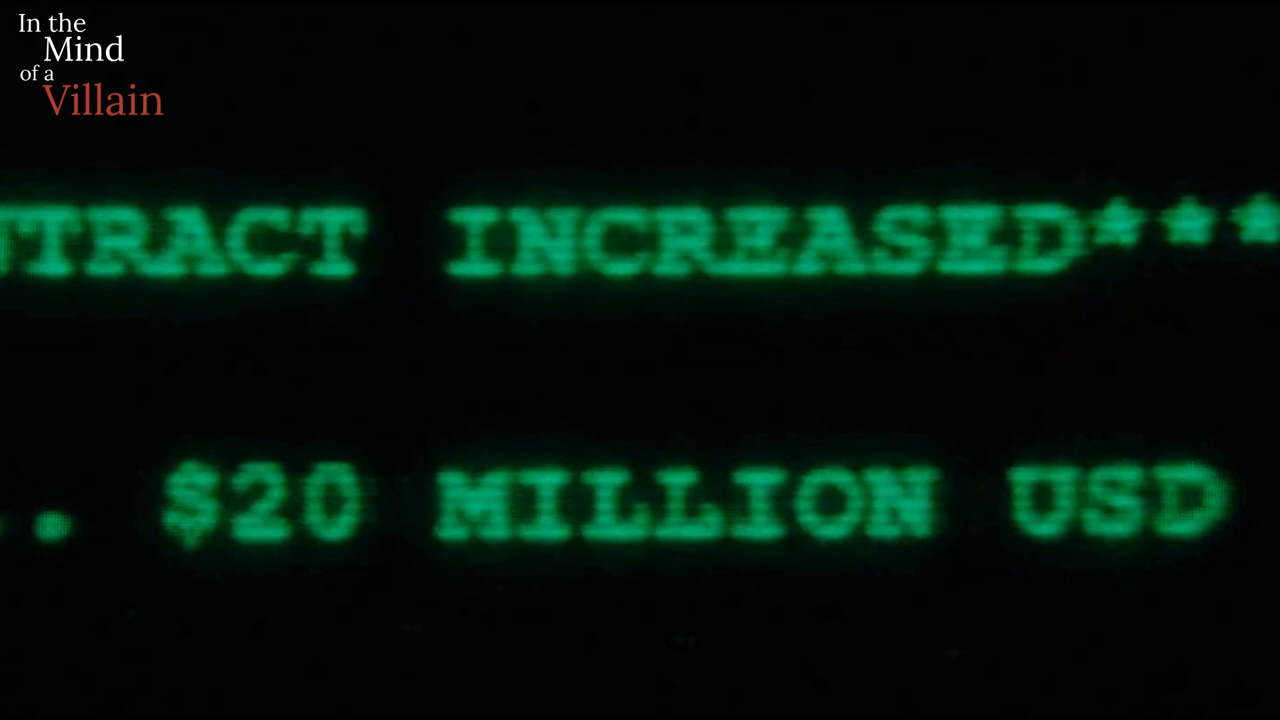 In the
Mind
of a
Villain
TRACT INCREASED***
. $20 MILLION USD